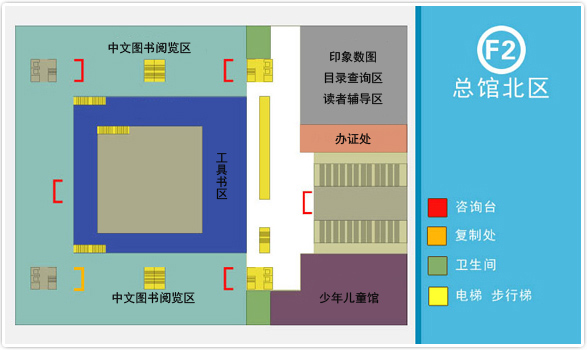 中文图书阅览区
印象数图
目录查询区
读者辅导区
办证处
工具书区
中文图书阅览区
少年儿童馆
F2
总馆北区
咨询台
复制处
卫生间
电梯 步行梯